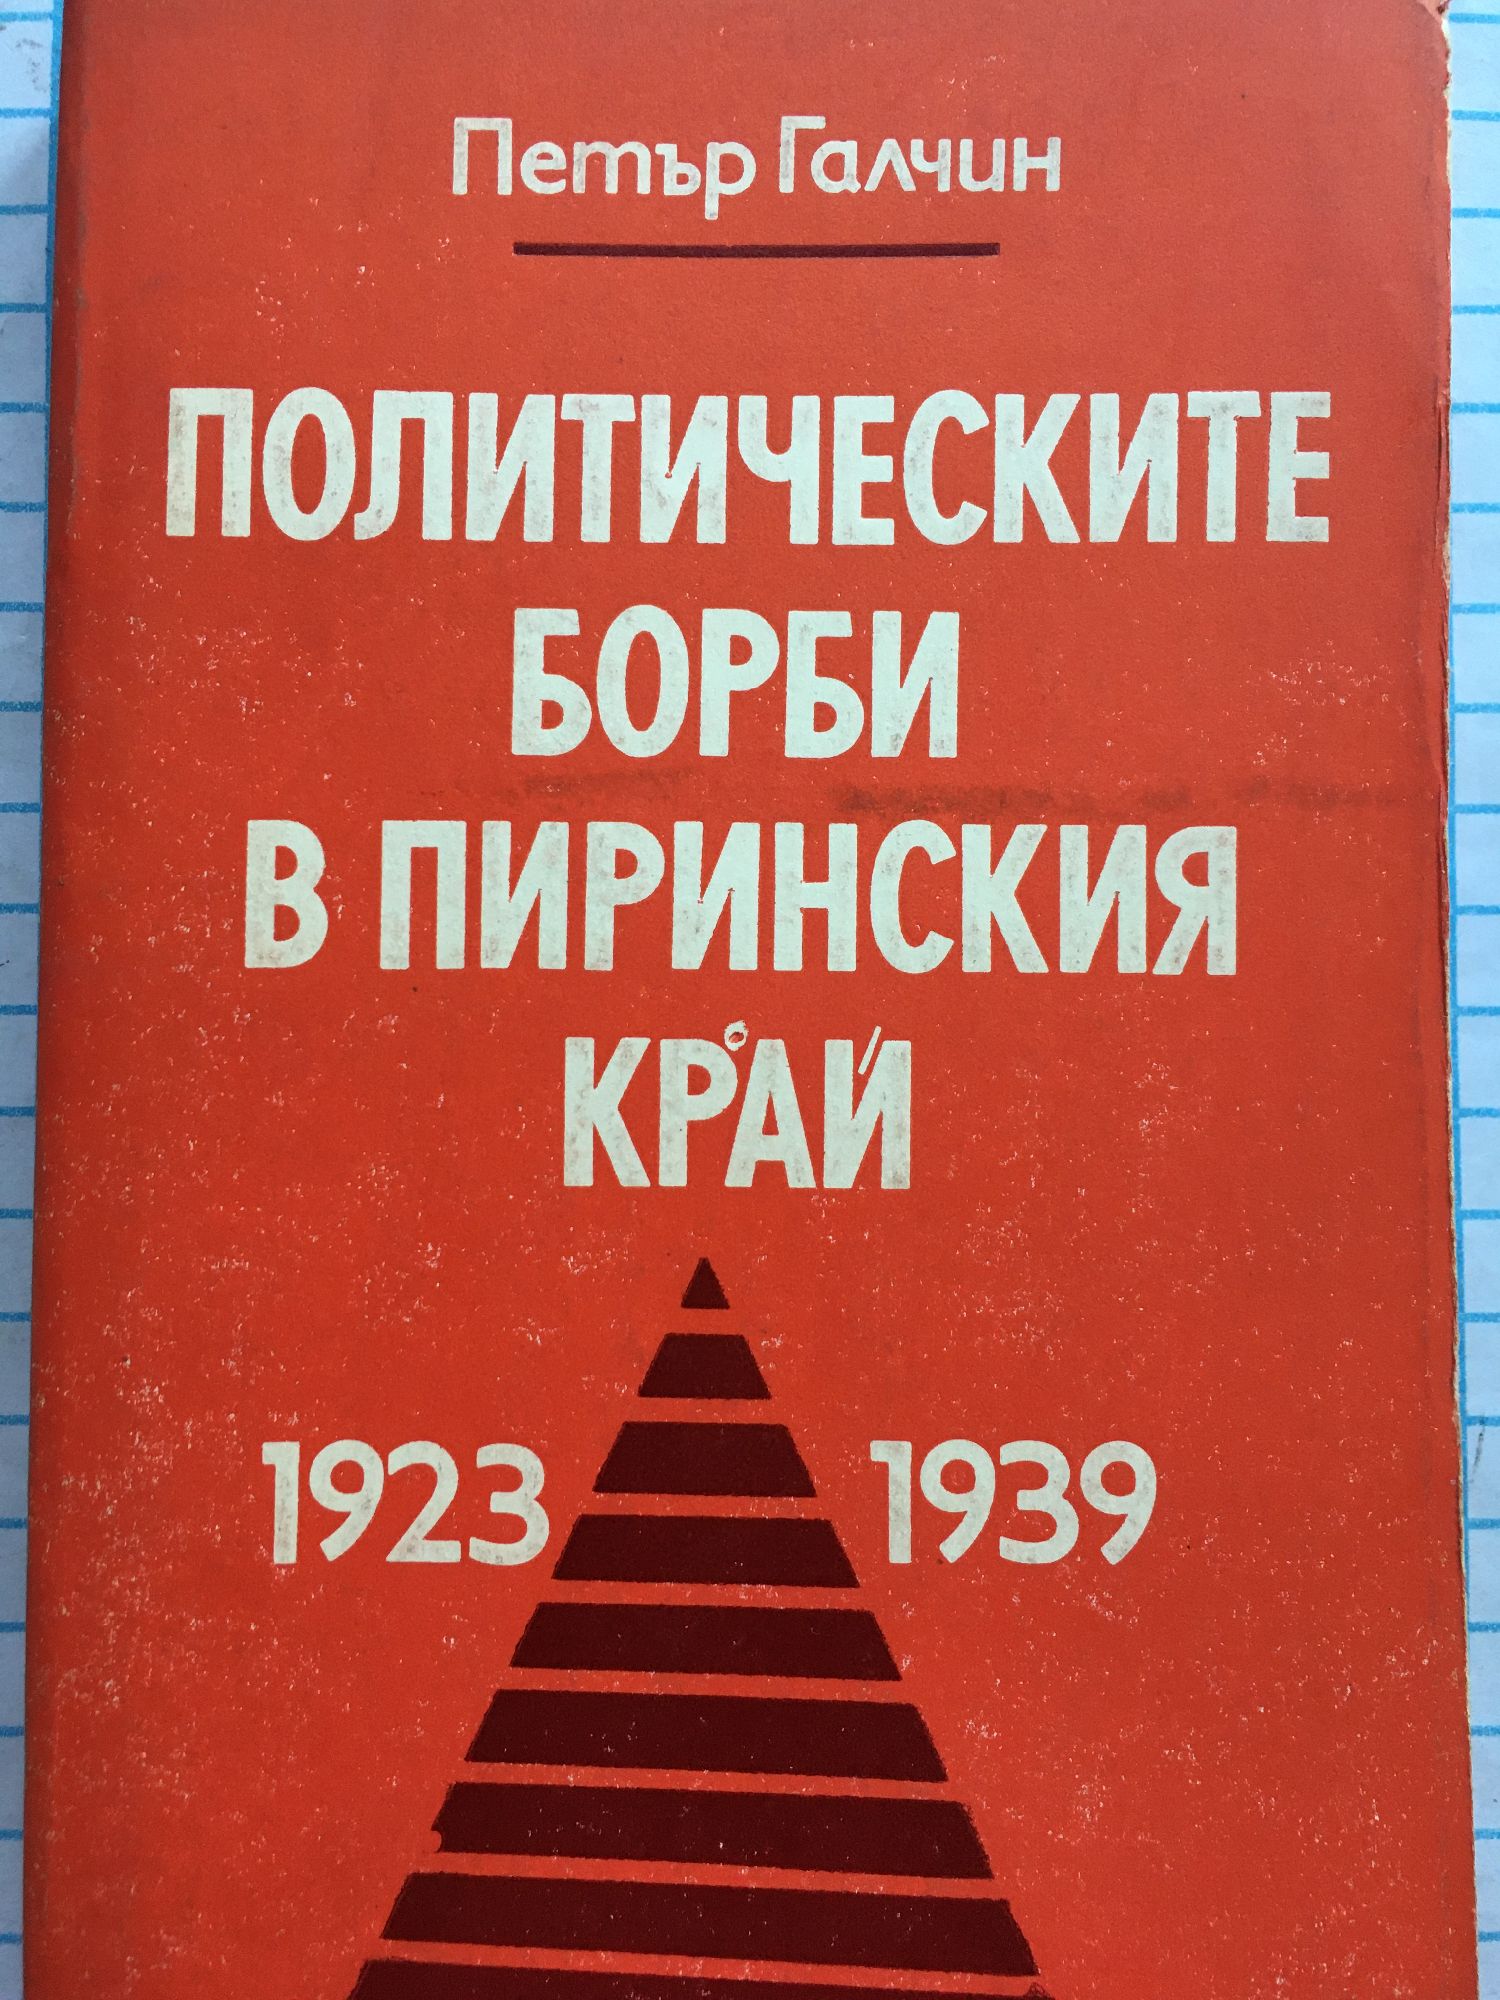 Петър Галчин
ПОЛИТИЧЕСКИТЕ
БОРБИ
В ПИРИНСКИЯ
КРАЙ
1923 1939